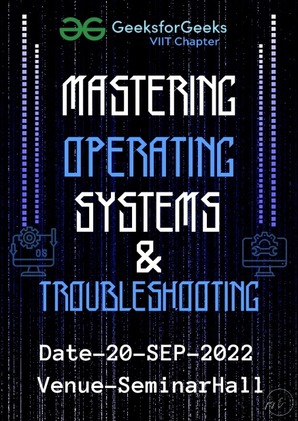 GeeksforGeeks
VIIT Chapter
MASTERING
OPERATING
SYSTEMS
&
TROUBLESHOOTING
Date-20-SEP-2022
Venue-SeminarHall